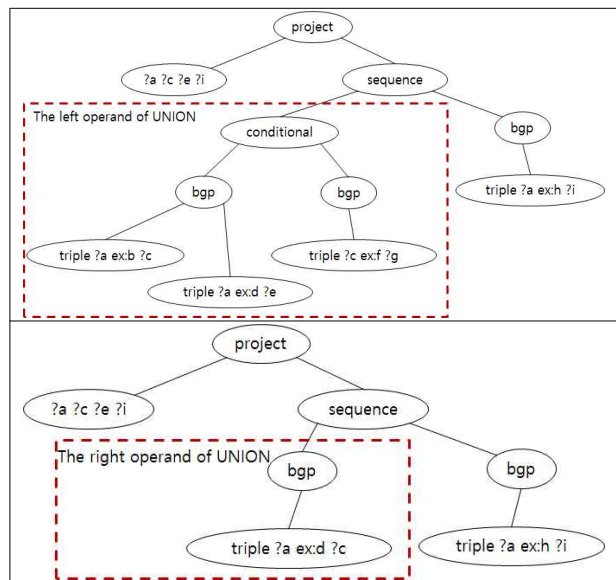 project
?a ?c ?e ?i
sequence
The left operand of UNION
conditional
bgp
bgp
bgp
triple ?a ex:h ?i
triple ?a ex:b ?c
triple ?c ex:f ?g
triple ?a ex:d ?e
project
?a ?c ?e ?i
sequence
The right operand of UNION
bgp
bgp
triple ?a ex:d ?c
triple ?a ex:h ?i